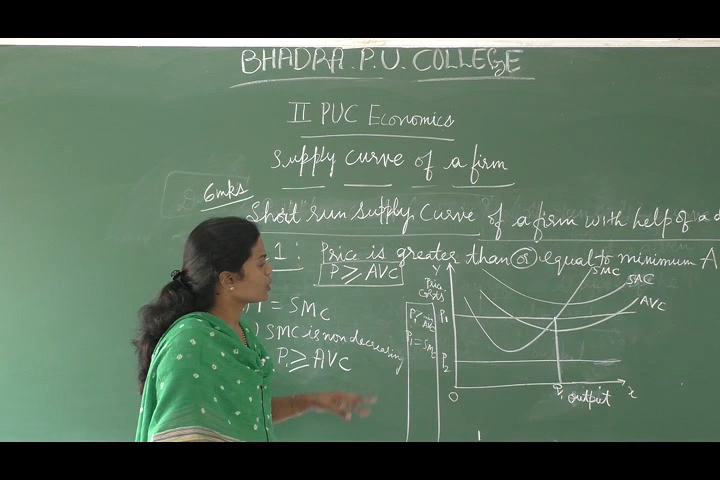 BHADRA. P. U. COLLEGE
II PUC Economics
Supply curve of a firm
6mks
Short run supply curve of a firm with help of a
1 : Price is greater than or equal to minimum A
P ≥ AVC
= SMC
) SMC is non decreasing
P. ≥ AVC
Y
Price
Costs
P1
P2
O
SMC
SAC
AVC
P1 = SMC
output
x